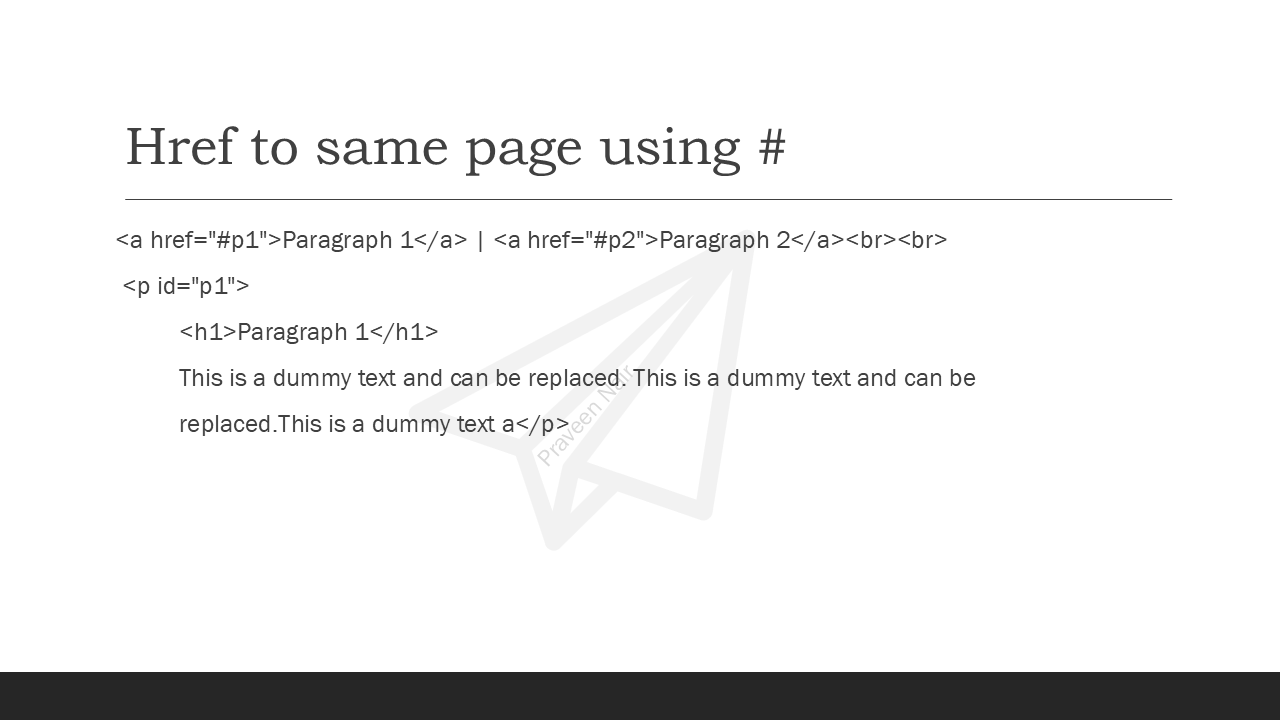 Href to same page using #
<a href="#p1">Paragraph 1</a> | <a href="#p2">Paragraph 2</a><br><br>
<p id="p1">
<h1>Paragraph 1</h1>
This is a dummy text and can be replaced. This is a dummy text and can be
replaced.This is a dummy text a</p>
Praveen Nair